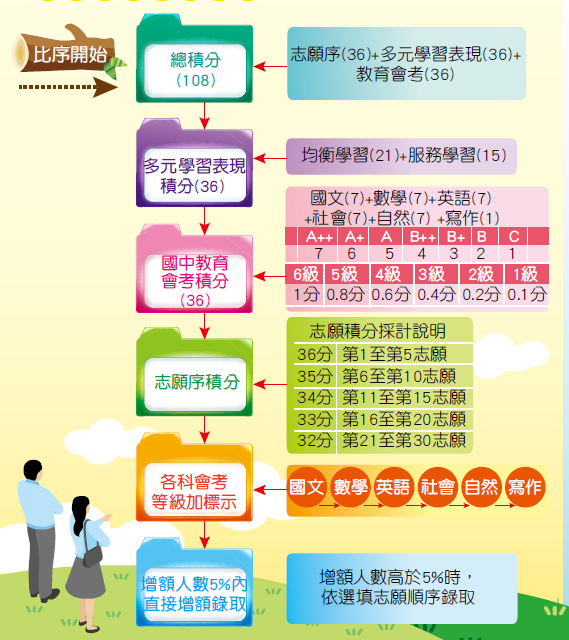 比序開始
總積分
(108)
志願序(36)+多元學習表現(36)+
教育會考(36)
多元學習表現
積分(36)
均衡學習(21)+服務學習(15)
國文(7)+數學(7)+英語(7)
+社會(7)+自然(7) +寫作(1)
A++ A+ A B++ B+ B C
7 6 5 4 3 2 1
6級 5級 4級 3級 2級 1級
1分 0.8分 0.6分 0.4分 0.2分 0.1分
國中教育
會考積分
(36)
志願序積分
志願積分採計說明
36分 第1至第5志願
35分 第6至第10志願
34分 第11至第15志願
33分 第16至第20志願
32分 第21至第30志願
各科會考
等級加標示
國文 數學 英語 社會 自然 寫作
增額人數5%內
直接增額錄取
增額人數高於5%時，
依選填志願順序錄取